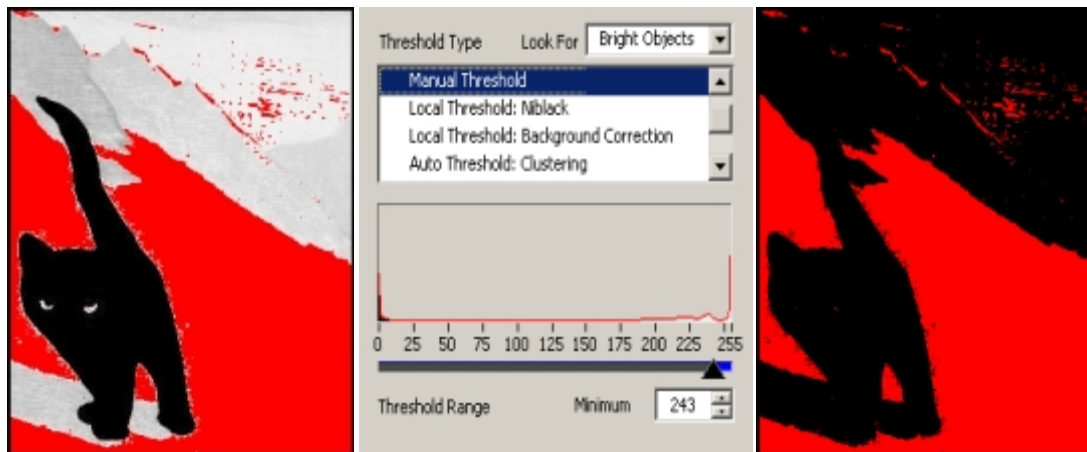 Threshold Type Look For Bright Objects
Manual Threshold
Local Threshold: Niblack
Local Threshold: Background Correction
Auto Threshold: Clustering
0 25 50 75 100 125 150 175 200 225 255
Threshold Range Minimum 243